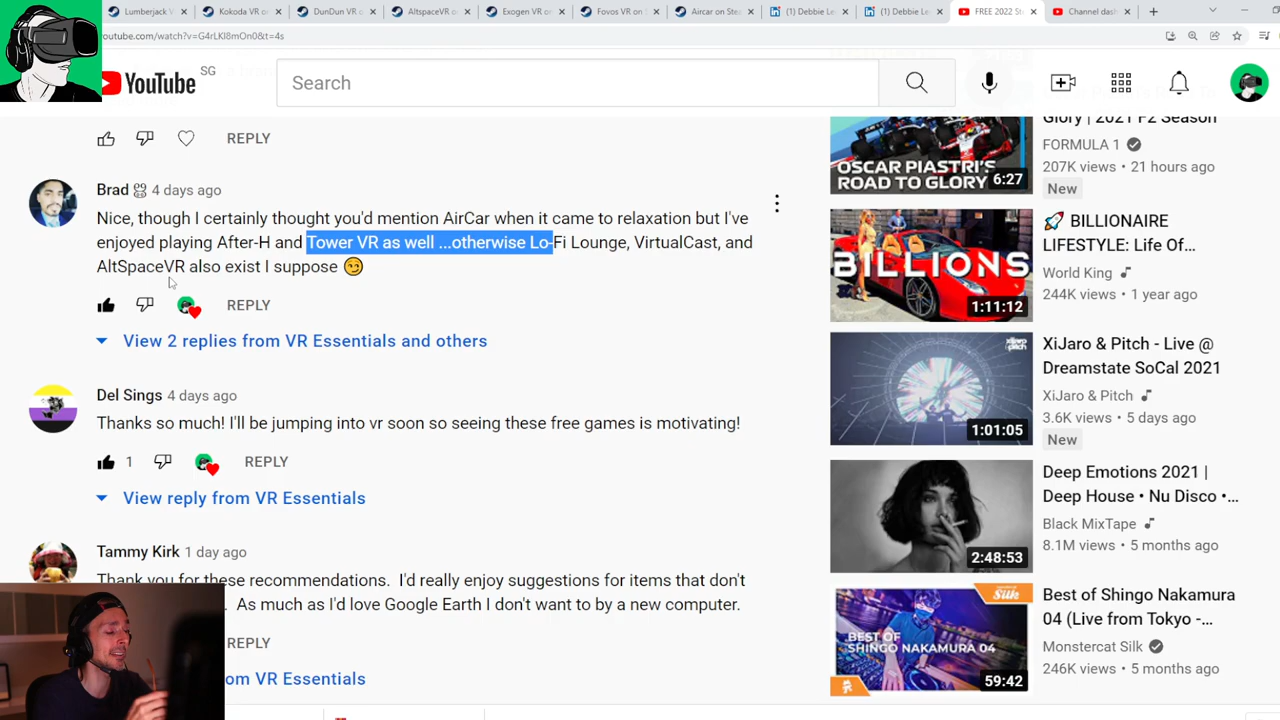 Lumberjack V
Kokoda VR on
DunDun VR o
AltspaceVR o
Exogen VR on
Fovos VR on S
Aircar on Ste
(1) Debbie Le
(1) Debbie Le
FREE 2022 St
Channel dash
outube.com/watch?v=G4rLKl8mOn0&t=4s
YouTube SG
Search
REPLY
Brad 4 days ago
Nice, though I certainly thought you'd mention AirCar when it came to relaxation but I've
enjoyed playing After-H and Tower VR as well ...otherwise Lo-Fi Lounge, VirtualCast, and
AltSpaceVR also exist I suppose 😏
REPLY
View 2 replies from VR Essentials and others
Del Sings 4 days ago
Thanks so much! I'll be jumping into vr soon so seeing these free games is motivating!
1 REPLY
View reply from VR Essentials
Tammy Kirk 1 day ago
Thank you for these recommendations. I'd really enjoy suggestions for items that don't
. As much as I'd love Google Earth I don't want to by a new computer.
REPLY
om VR Essentials
OSCAR PIASTRI'S
ROAD TO GLORY
6:27
Glory | 2021 F2 Season
FORMULA 1
207K views • 21 hours ago
New
BILLIONS
1:11:12
🚀 BILLIONAIRE
LIFESTYLE: Life Of...
World King
244K views • 1 year ago
XiJaro & pitch
1:01:05
XiJaro & Pitch - Live @
Dreamstate SoCal 2021
XiJaro & Pitch
3.6K views • 5 days ago
New
2:48:53
Deep Emotions 2021 |
Deep House • Nu Disco •...
Black MixTape
8.1M views • 5 months ago
Silk
BEST OF
SHINGO NAKAMURA 04
59:42
Best of Shingo Nakamura
04 (Live from Tokyo -...
Monstercat Silk
246K views • 5 months ago